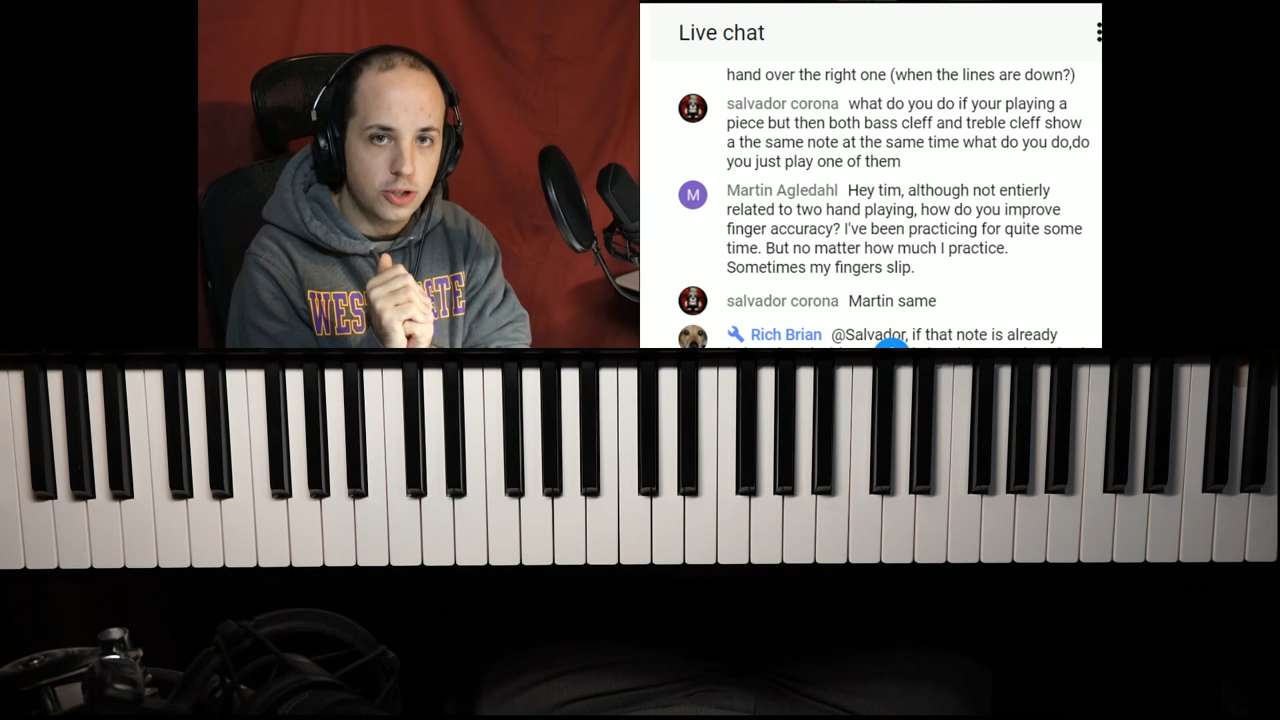 Live chat
hand over the right one (when the lines are down?)
salvador corona what do you do if your playing a
piece but then both bass cleff and treble cleff show
a the same note at the same time what do you do,do
you just play one of them
M Martin Agledahl Hey tim, although not entierly
related to two hand playing, how do you improve
finger accuracy? I've been practicing for quite some
time. But no matter how much I practice.
Sometimes my fingers slip.
salvador corona Martin same
Rich Brian @Salvador, if that note is already